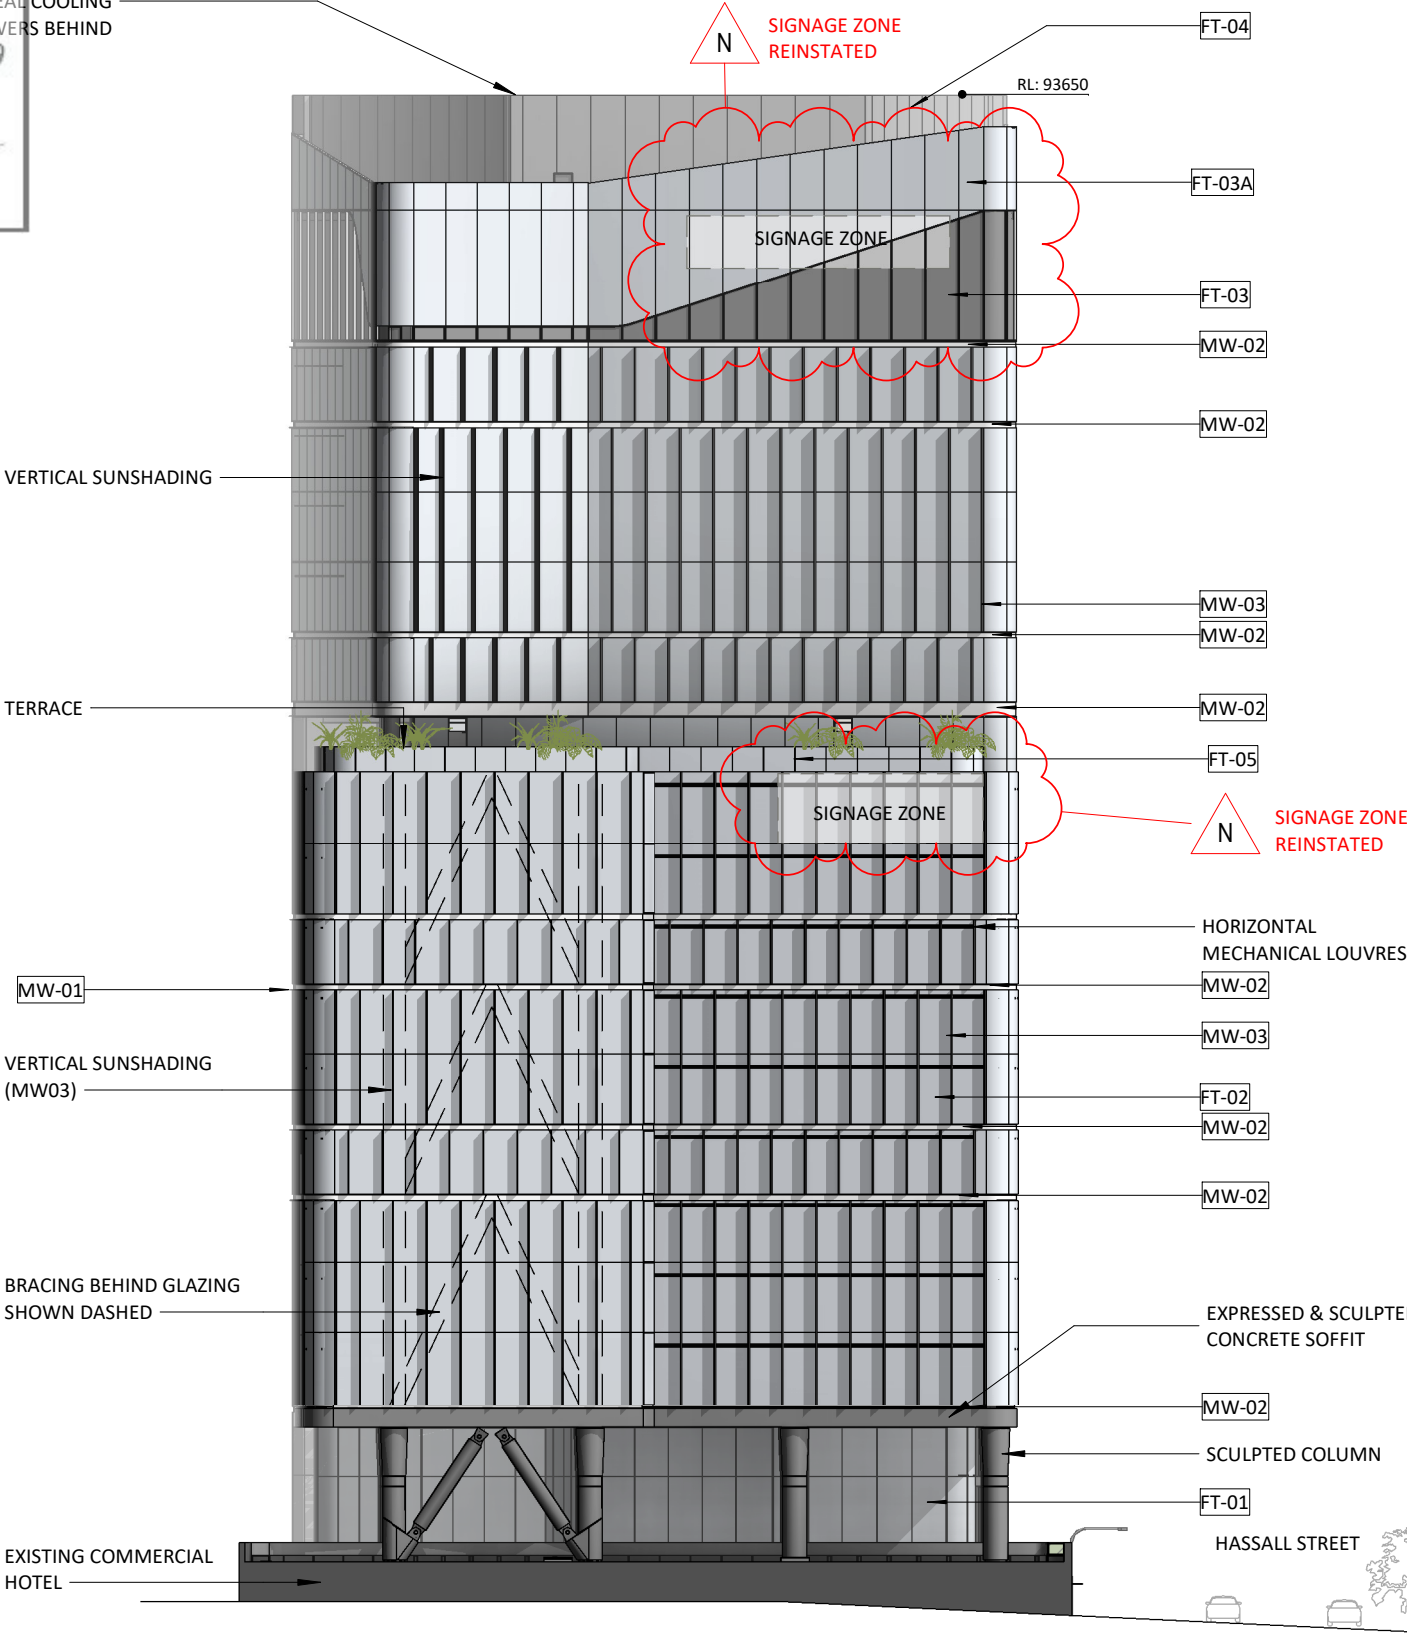 COOLING
BEHIND
N
SIGNAGE ZONE
REINSTATED
FT-04
RL: 93650
FT-03A
SIGNAGE ZONE
FT-03
MW-02
MW-02
VERTICAL SUNSHADING
MW-03
MW-02
TERRACE
MW-02
FT-05
SIGNAGE ZONE
N
SIGNAGE ZONE
REINSTATED
HORIZONTAL
MECHANICAL LOUVRES
MW-01
MW-02
MW-03
VERTICAL SUNSHADING
(MW03)
FT-02
MW-02
MW-02
BRACING BEHIND GLAZING
SHOWN DASHED
EXPRESSED & SCULPTE
CONCRETE SOFFIT
MW-02
SCULPTED COLUMN
FT-01
HASSALL STREET
EXISTING COMMERCIAL
HOTEL